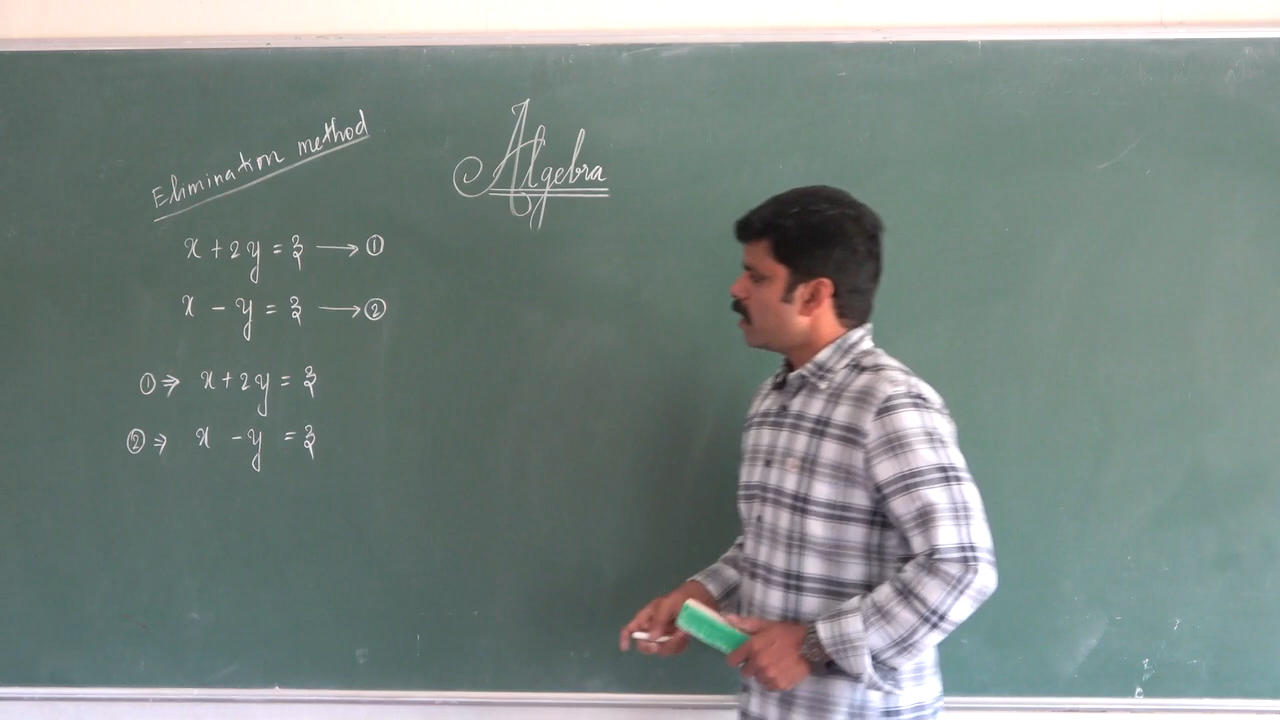 Elimination method
Algebra
x + 2y = 3 ⟶ ①
x - y = 3 ⟶ ②
① ⇒ x + 2y = 3
② ⇒ x - y = 3